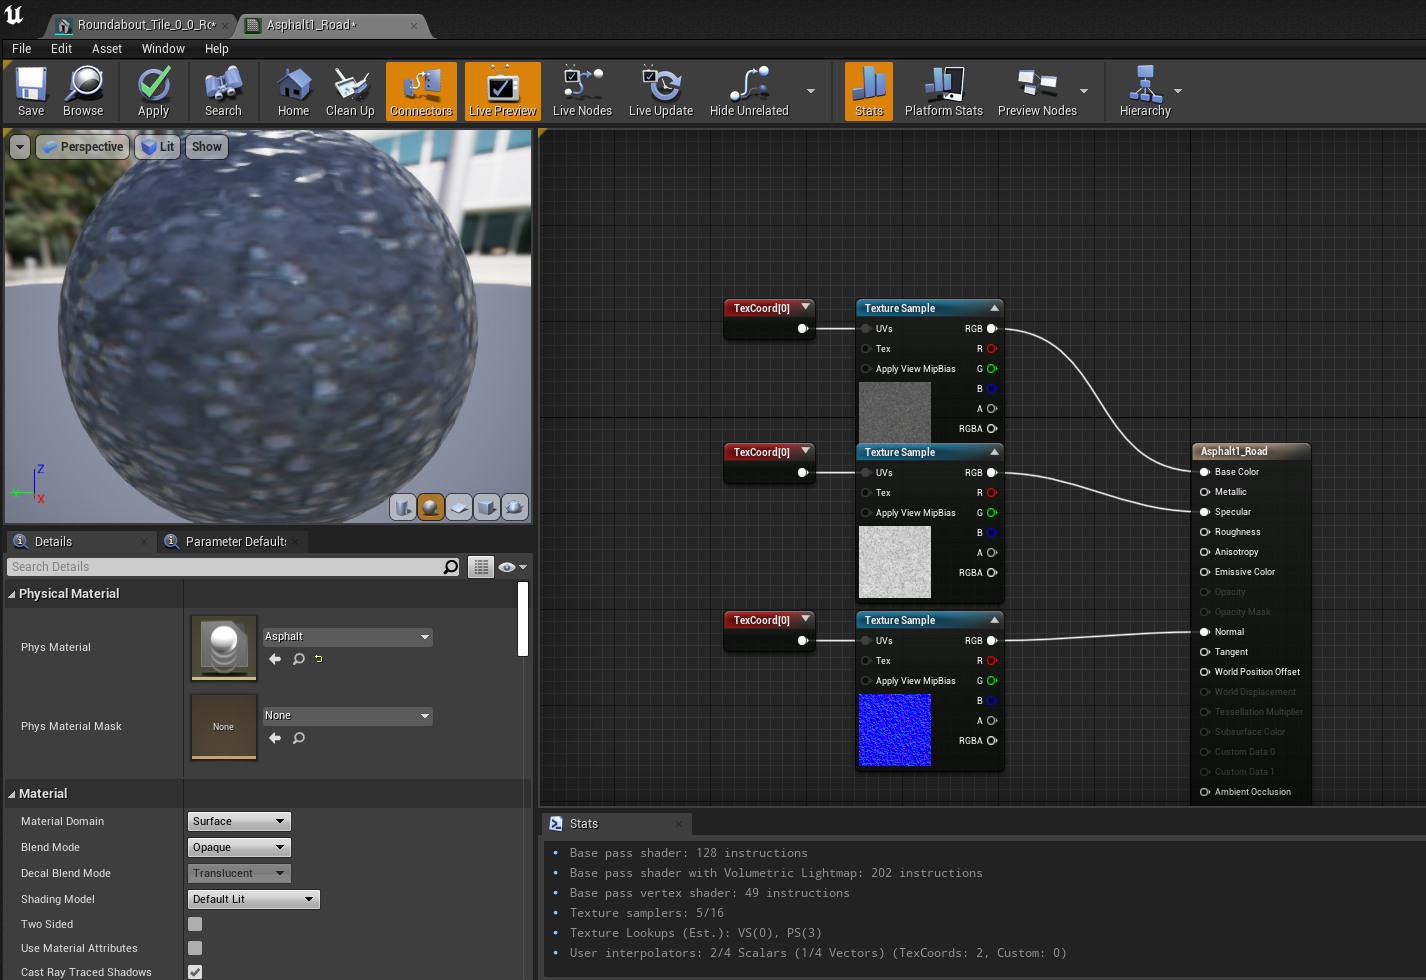 Roundabout_Tile_0_0_Rc*
Asphalt1_Road*
File Edit Asset Window Help
Save Browse Apply Search Home Clean Up Connectors Live Preview Live Nodes Live Update Hide Unrelated Stats Platform Stats Preview Nodes Hierarchy
Perspective Lit Show
Z
X
TexCoord[0]
Texture Sample
UVs RGB
Tex R
Apply View MipBias G
B
A
RGBA
TexCoord[0]
Texture Sample
UVs RGB
Tex R
Apply View MipBias G
B
A
RGBA
TexCoord[0]
Texture Sample
UVs RGB
Tex R
Apply View MipBias G
B
A
RGBA
Asphalt1_Road
Base Color
Metallic
Specular
Roughness
Anisotropy
Emissive Color
Opacity
Opacity Mask
Normal
Tangent
World Position Offset
World Displacement
Tessellation Multiplier
Subsurface Color
Custom Data 0
Custom Data 1
Ambient Occlusion
Details
Parameter Defaults
Search Details
Physical Material
Phys Material
Asphalt
Phys Material Mask
None
None
Material
Material Domain Surface
Blend Mode Opaque
Decal Blend Mode Translucent
Shading Model Default Lit
Two Sided
Use Material Attributes
Cast Ray Traced Shadows
Stats
• Base pass shader: 128 instructions
• Base pass shader with Volumetric Lightmap: 202 instructions
• Base pass vertex shader: 49 instructions
• Texture samplers: 5/16
• Texture Lookups (Est.): VS(0), PS(3)
• User interpolators: 2/4 Scalars (1/4 Vectors) (TexCoords: 2, Custom: 0)